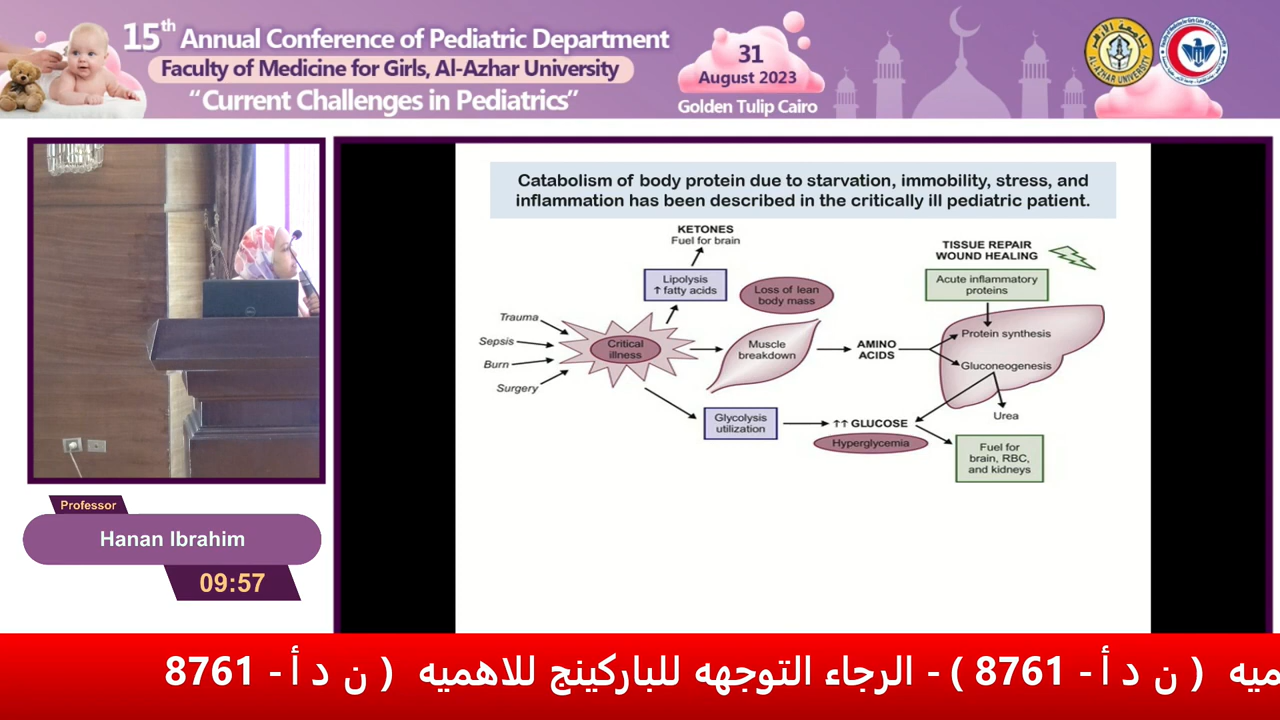 15th Annual Conference of Pediatric Department
Faculty of Medicine for Girls, Al-Azhar University
“Current Challenges in Pediatrics”
31
August 2023
Golden Tulip Cairo
AL-AZHAR UNIVERSITY
Catabolism of body protein due to starvation, immobility, stress, and
inflammation has been described in the critically ill pediatric patient.
KETONES
Fuel for brain
TISSUE REPAIR
WOUND HEALING
Lipolysis
↑ fatty acids
Loss of lean
body mass
Acute inflammatory
proteins
Trauma
Sepsis
Burn
Surgery
Critical
illness
Muscle
breakdown
AMINO
ACIDS
Protein synthesis
Gluconeogenesis
Urea
Glycolysis
utilization
↑↑ GLUCOSE
Hyperglycemia
Fuel for
brain, RBC,
and kidneys
Professor
Hanan Ibrahim
09:57
ميه ( ن د أ - 8761 ) - الرجاء التوجهه للباركينج للاهميه ( ن د أ - 8761